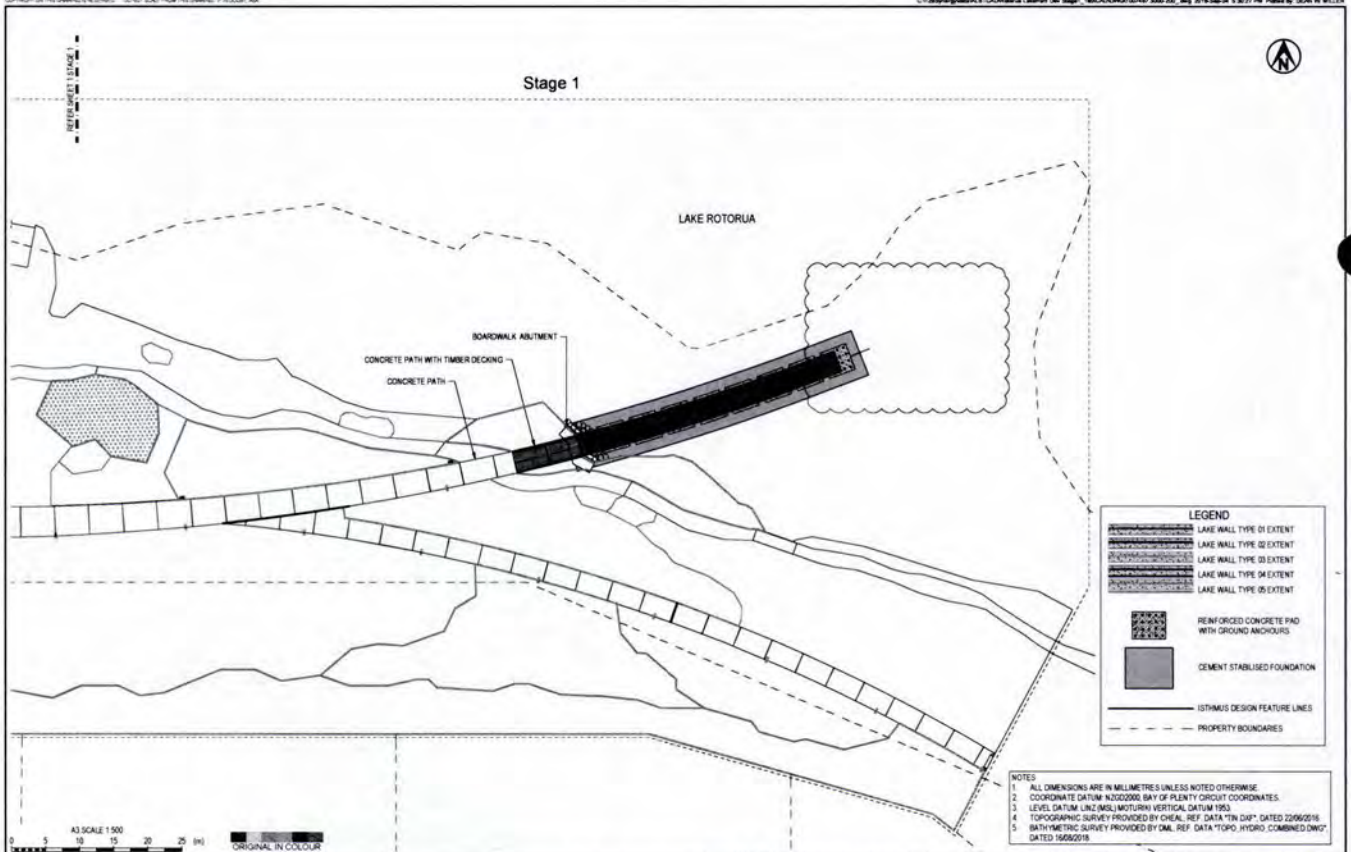 REFER SHEET 1 STAGE 1
Stage 1
N
LAKE ROTORUA
BOARDWALK ABUTMENT
CONCRETE PATH WITH TIMBER DECKING
CONCRETE PATH
LEGEND
LAKE WALL TYPE 01 EXTENT
LAKE WALL TYPE 02 EXTENT
LAKE WALL TYPE 03 EXTENT
LAKE WALL TYPE 04 EXTENT
LAKE WALL TYPE 05 EXTENT
REINFORCED CONCRETE PAD
WITH GROUND ANCHOURS
CEMENT STABILISED FOUNDATION
ISTHMUS DESIGN FEATURE LINES
PROPERTY BOUNDARIES
NOTES
1. ALL DIMENSIONS ARE IN MILLIMETRES UNLESS NOTED OTHERWISE
2. COORDINATE DATUM: NZGD2000, BAY OF PLENTY CIRCUIT COORDINATES.
3. LEVEL DATUM: LINZ (MSL) MOTURIKI VERTICAL DATUM 1953.
4. TOPOGRAPHIC SURVEY PROVIDED BY CHEAL, REF. DATA "TIN.DXF", DATED 22/06/2016.
5. BATHYMETRIC SURVEY PROVIDED BY DML. REF. DATA "TOPO_HYDRO_COMBINED.DWG",
DATED 16/08/2018
A3 SCALE 1:500
0 5 10 15 20 25 (m)
ORIGINAL IN COLOUR